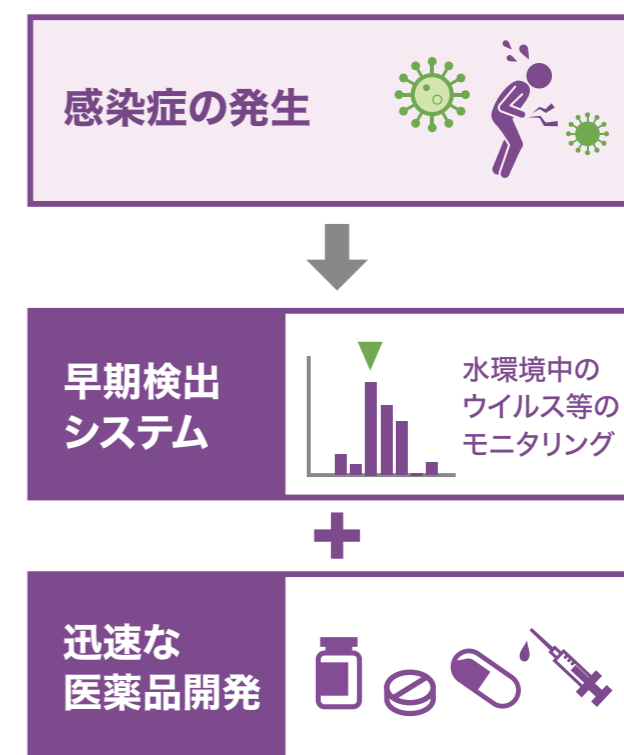 感染症の発生
早期検出
システム
水環境中の
ウイルス等の
モニタリング
迅速な
医薬品開発